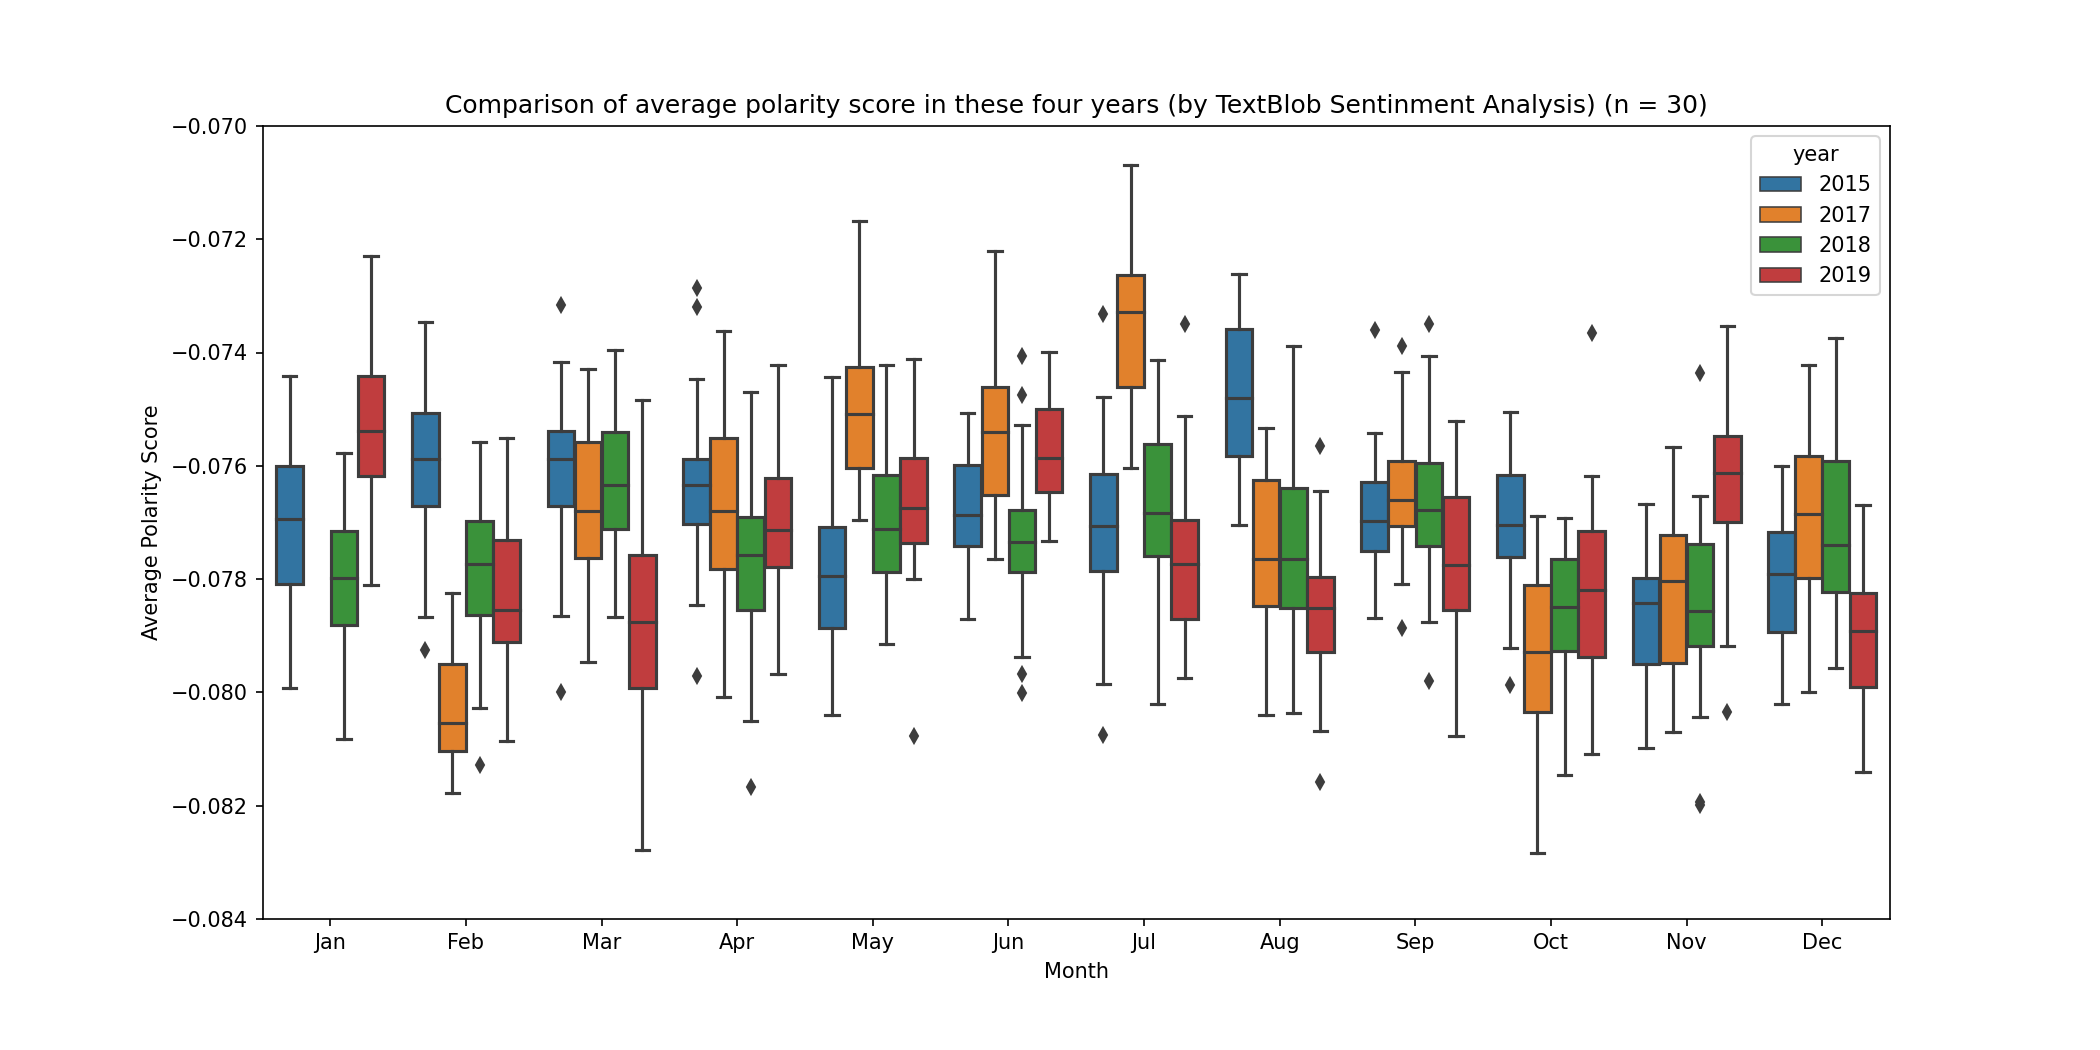 Comparison of average polarity score in these four years (by TextBlob Sentinment Analysis) (n = 30)
year
2015
2017
2018
2019
Average Polarity Score
−0.070
−0.072
−0.074
−0.076
−0.078
−0.080
−0.082
−0.084
Jan Feb Mar Apr May Jun Jul Aug Sep Oct Nov Dec
Month